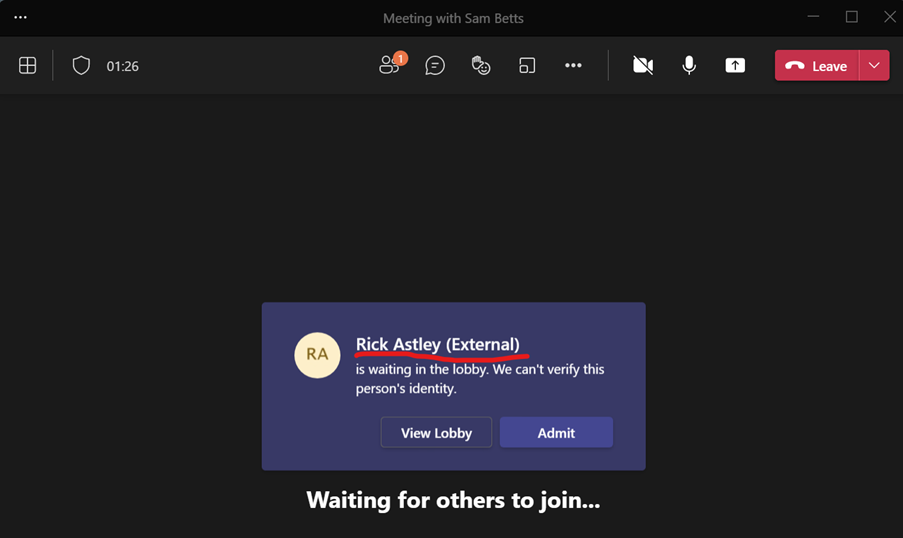 Meeting with Sam Betts
01:26
1
Leave
RA
Rick Astley (External)
is waiting in the lobby. We can't verify this
person's identity.
View Lobby
Admit
Waiting for others to join...